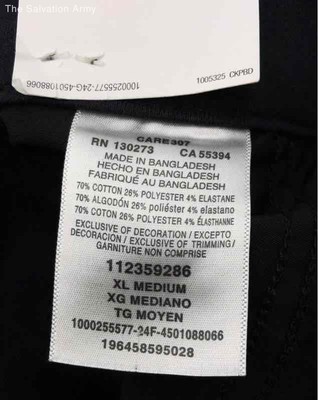 The Salvation Army
1000255577-24G-4501088066
1005325 CKPBD
CARE307
RN 130273 CA 55394
MADE IN BANGLADESH
HECHO EN BANGLADESH
FABRIQUÉ AU BANGLADESH
70% COTTON 26% POLYESTER 4% ELASTANE
70% ALGODÓN 26% poliéster 4% elastano
70% COTON 26% POLYESTER 4% ÉLASTHANNE
EXCLUSIVE OF DECORATION / EXCEPTO
DECORACIÓN / EXCLUSIVE OF TRIMMING /
GARNITURE NON COMPRISE
112359286
XL MEDIUM
XG MEDIANO
TG MOYEN
1000255577-24F-4501088066
196458595028